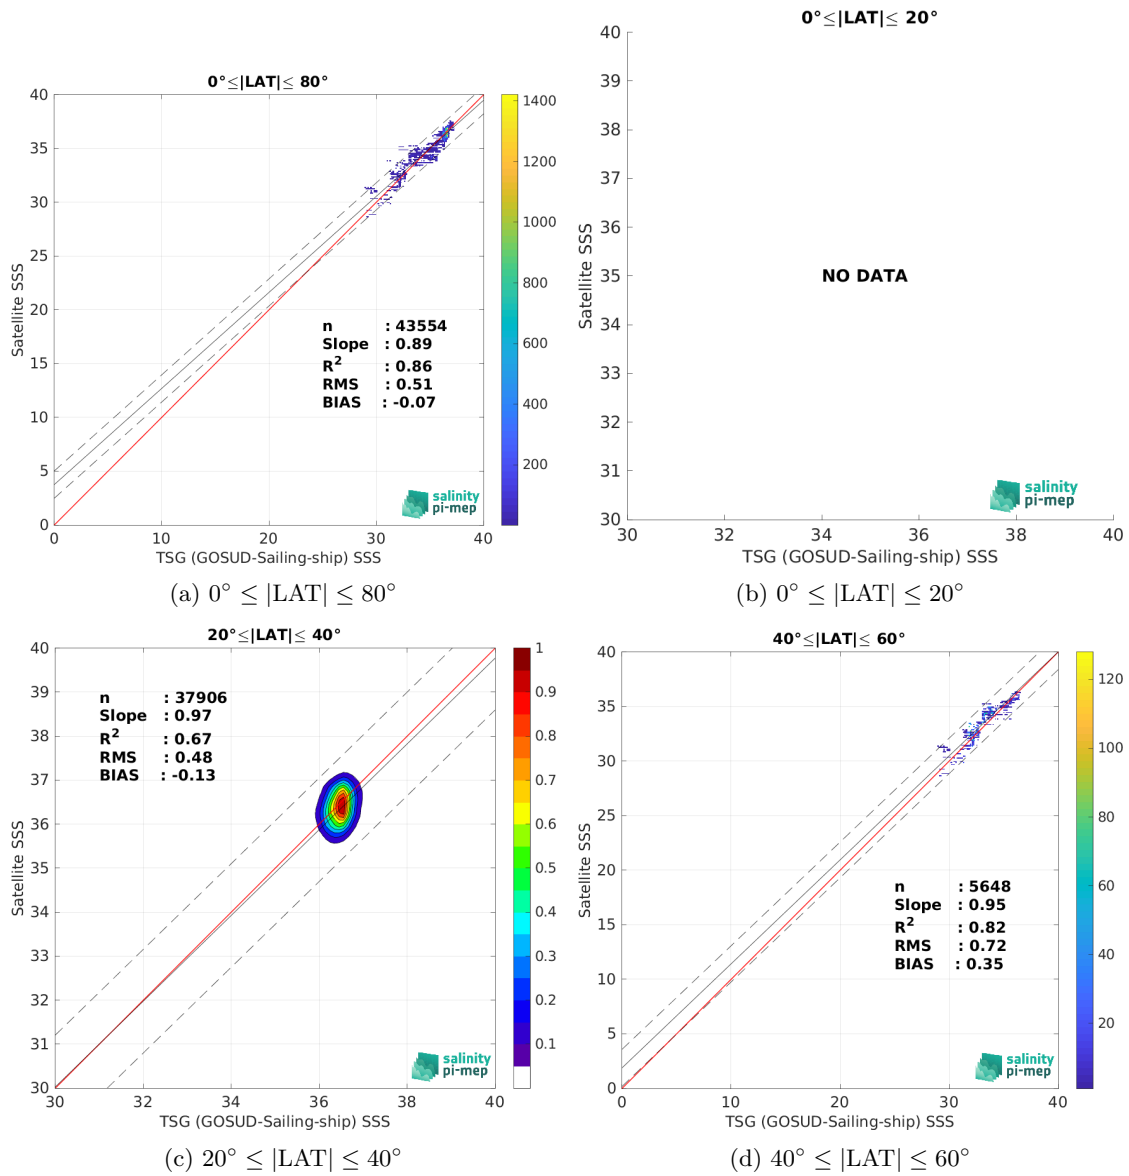 0°≤|LAT|≤ 80°
40
35
30
25
20
15
10
5
0
0
10
20
30
40
Satellite SSS
TSG (GOSUD-Sailing-ship) SSS
n : 43554
Slope : 0.89
R2 : 0.86
RMS : 0.51
BIAS : -0.07
salinity
pi-mep
1400
1200
1000
800
600
400
200
(a) 0° ≤ |LAT| ≤ 80°
0°≤|LAT|≤ 20°
40
39
38
37
36
35
34
33
32
31
30
30
32
34
36
38
40
Satellite SSS
NO DATA
TSG (GOSUD-Sailing-ship) SSS
salinity
pi-mep
(b) 0° ≤ |LAT| ≤ 20°
20°≤|LAT|≤ 40°
40
39
38
37
36
35
34
33
32
31
30
30
32
34
36
38
40
Satellite SSS
TSG (GOSUD-Sailing-ship) SSS
n : 37906
Slope : 0.97
R2 : 0.67
RMS : 0.48
BIAS : -0.13
salinity
pi-mep
1
0.9
0.8
0.7
0.6
0.5
0.4
0.3
0.2
0.1
(c) 20° ≤ |LAT| ≤ 40°
40°≤|LAT|≤ 60°
40
35
30
25
20
15
10
5
0
0
10
20
30
40
Satellite SSS
TSG (GOSUD-Sailing-ship) SSS
n : 5648
Slope : 0.95
R2 : 0.82
RMS : 0.72
BIAS : 0.35
salinity
pi-mep
120
100
80
60
40
20
(d) 40° ≤ |LAT| ≤ 60°